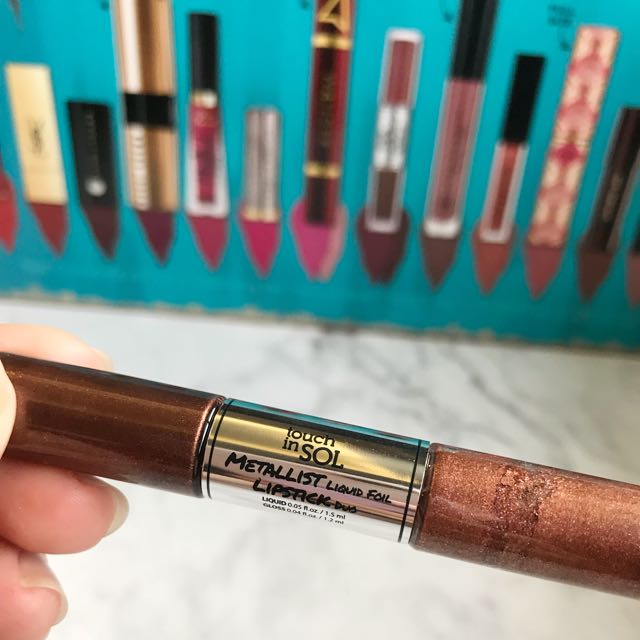 touch
in SOL
METALLIST LIQUID FOIL
LIPSTICK DUO
LIQUID 0.05 fl.oz. / 1.5 ml
GLOSS 0.04 fl.oz. / 1.2 ml